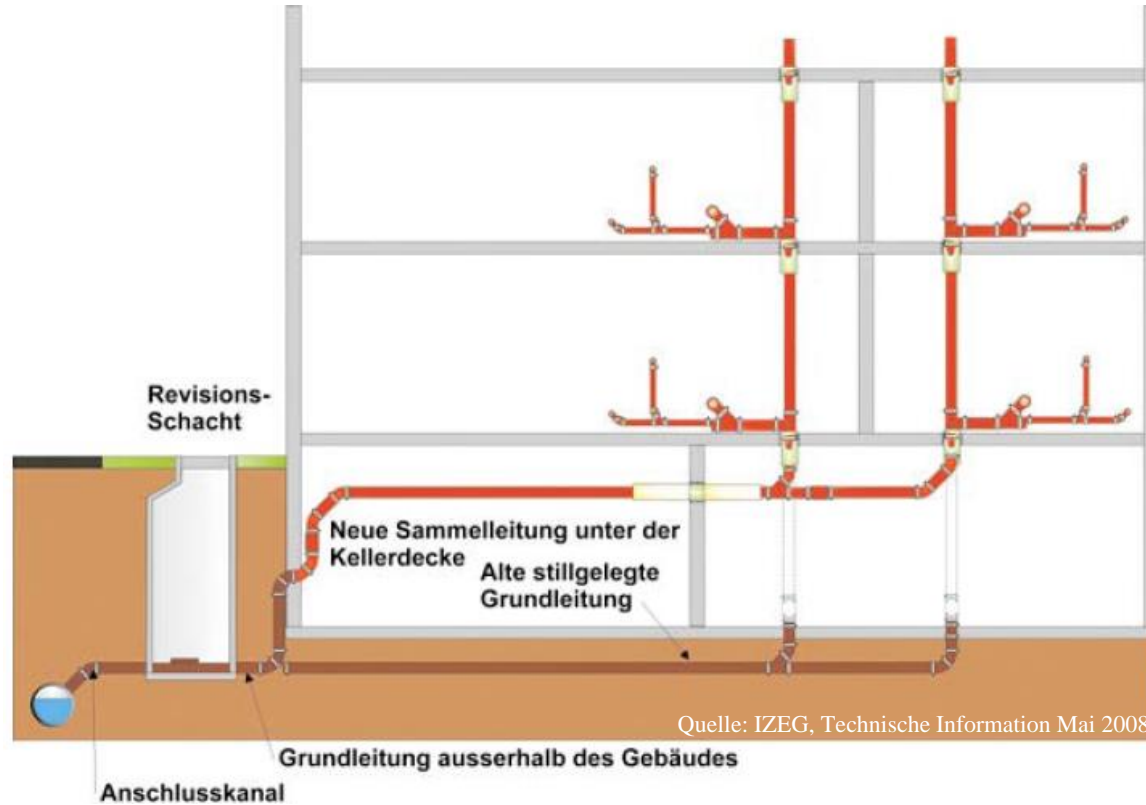 Revisions-
Schacht
Neue Sammelleitung unter der
Kellerdecke
Alte stillgelegte
Grundleitung
Quelle: IZEG, Technische Information Mai 2008
Grundleitung ausserhalb des Gebäudes
Anschlusskanal